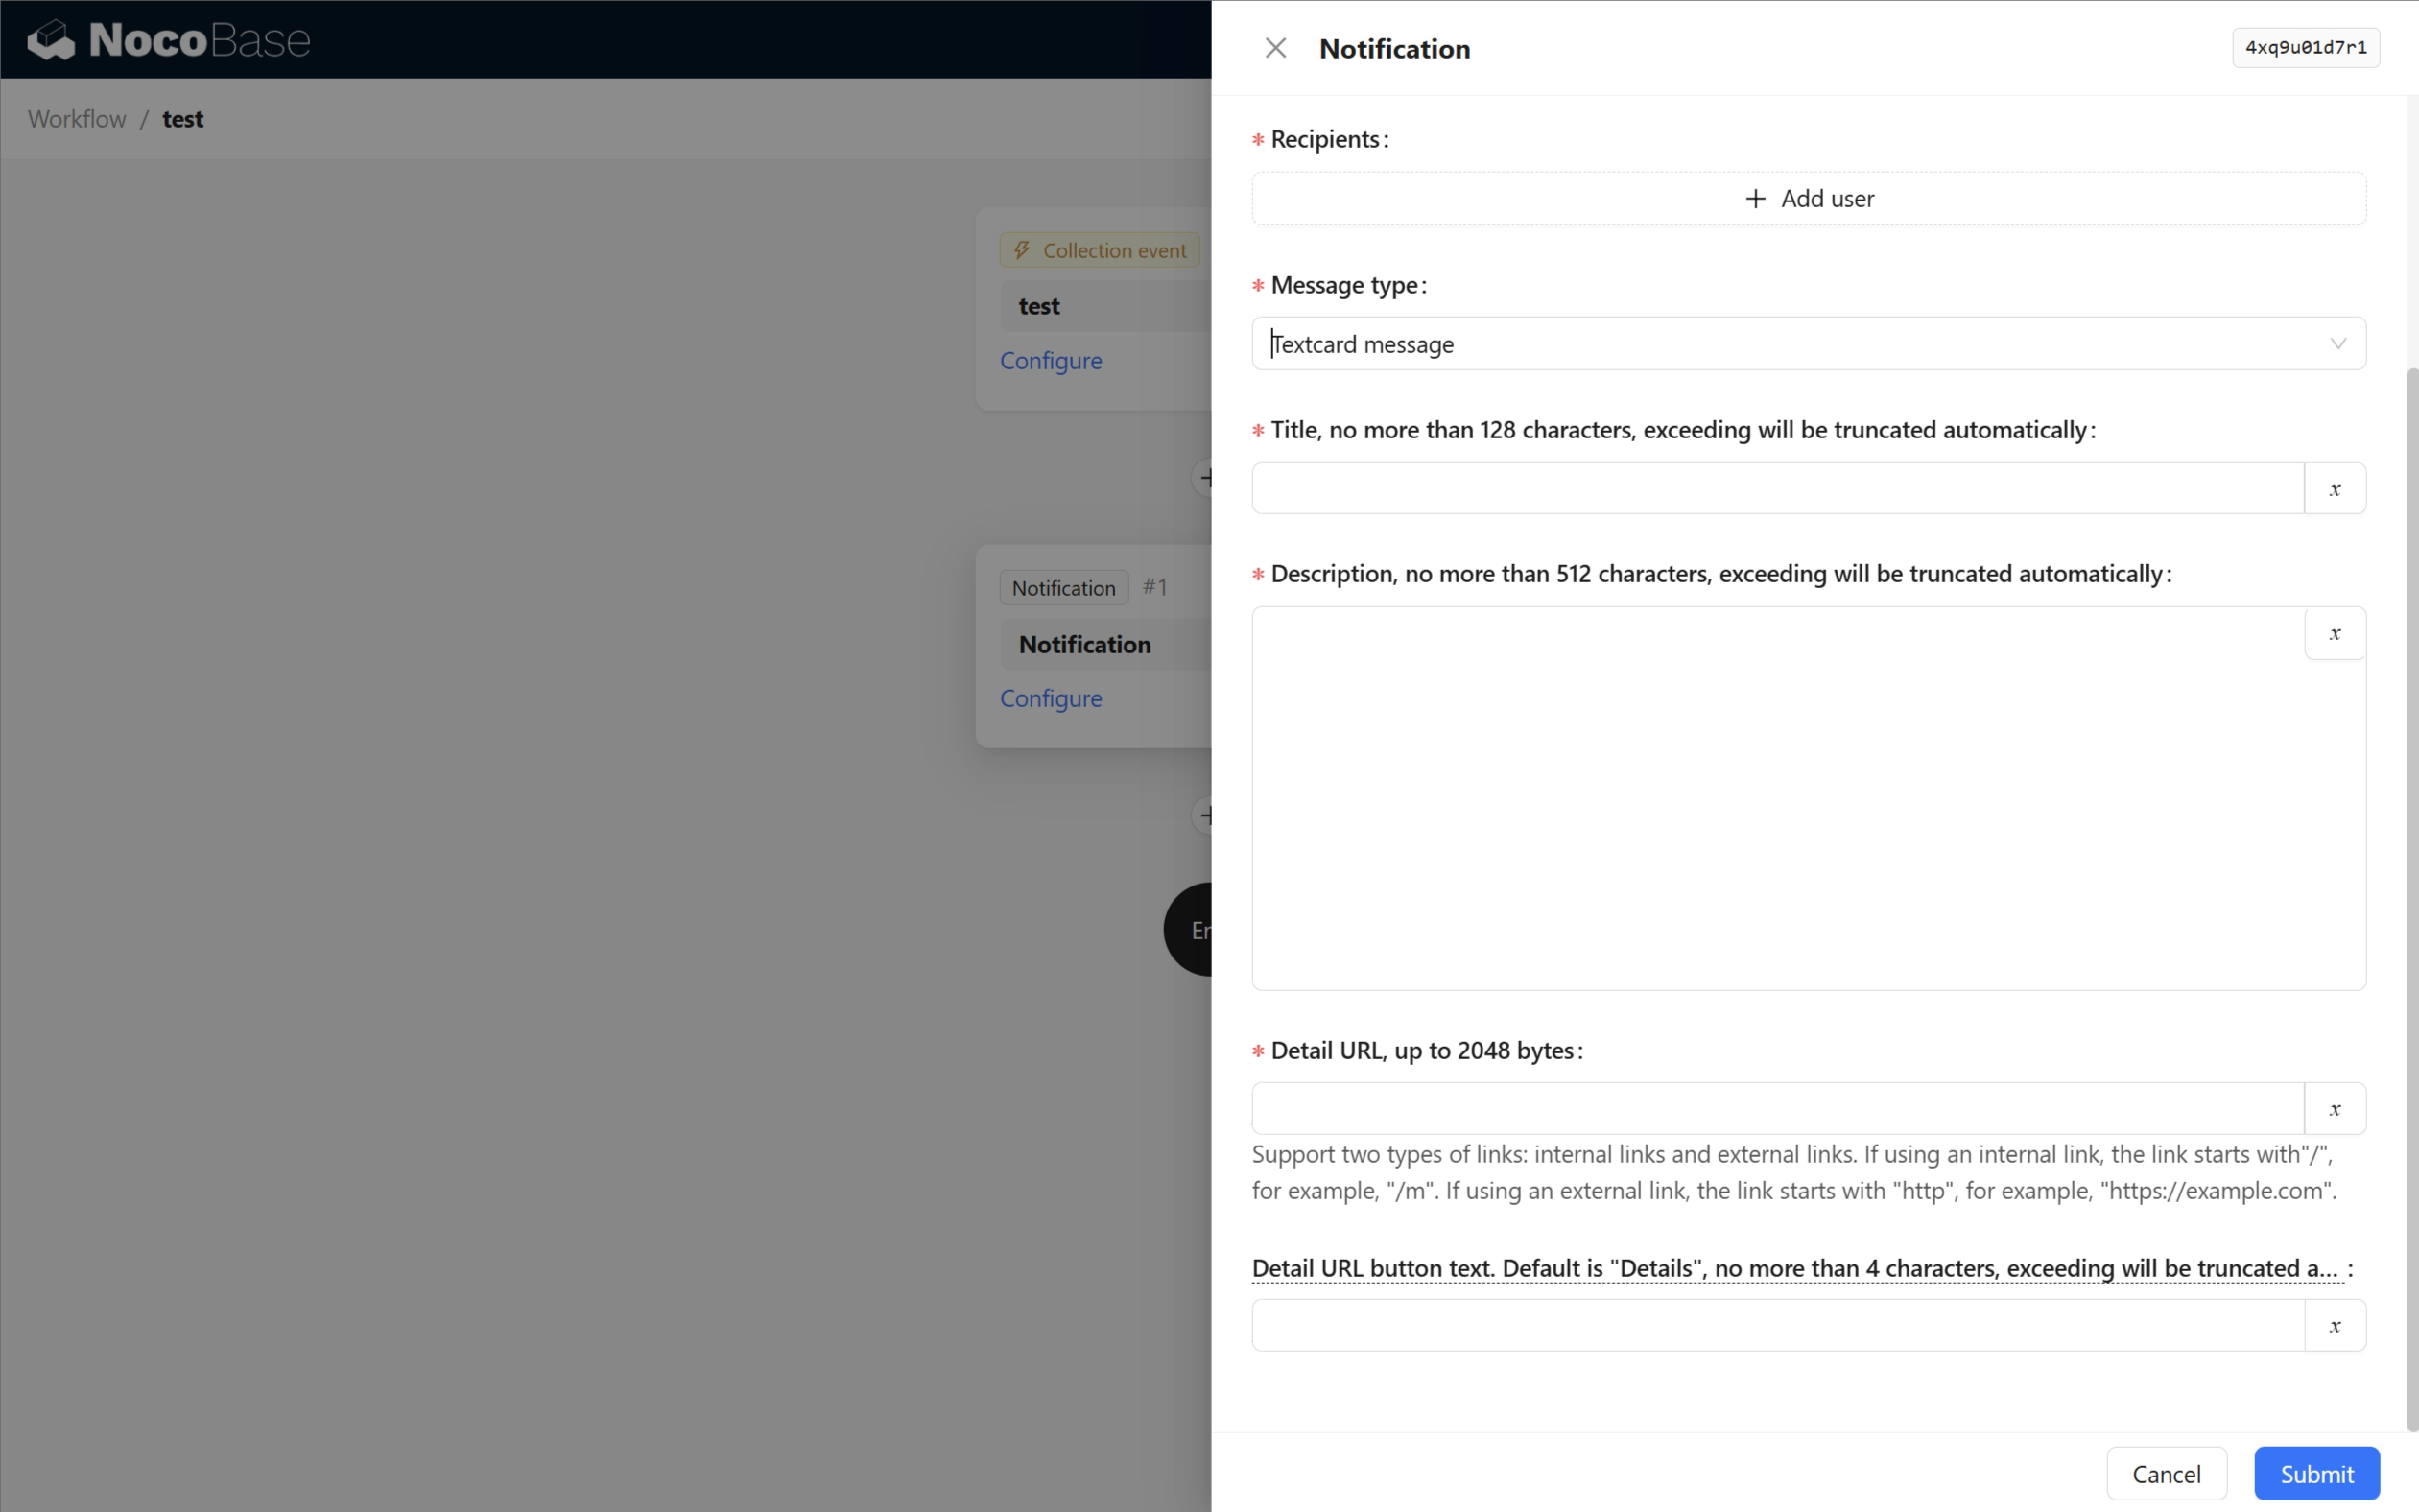 NocoBase
Workflow / test
Collection event
test
Configure
Notification #1
Notification
Configure
Notification
4xq9u01d7r1
* Recipients:
+ Add user
* Message type:
Textcard message
* Title, no more than 128 characters, exceeding will be truncated automatically:
x
* Description, no more than 512 characters, exceeding will be truncated automatically:
x
* Detail URL, up to 2048 bytes:
x
Support two types of links: internal links and external links. If using an internal link, the link starts with"/",
for example, "/m". If using an external link, the link starts with "http", for example, "https://example.com".
Detail URL button text. Default is "Details", no more than 4 characters, exceeding will be truncated a... :
x
Cancel
Submit